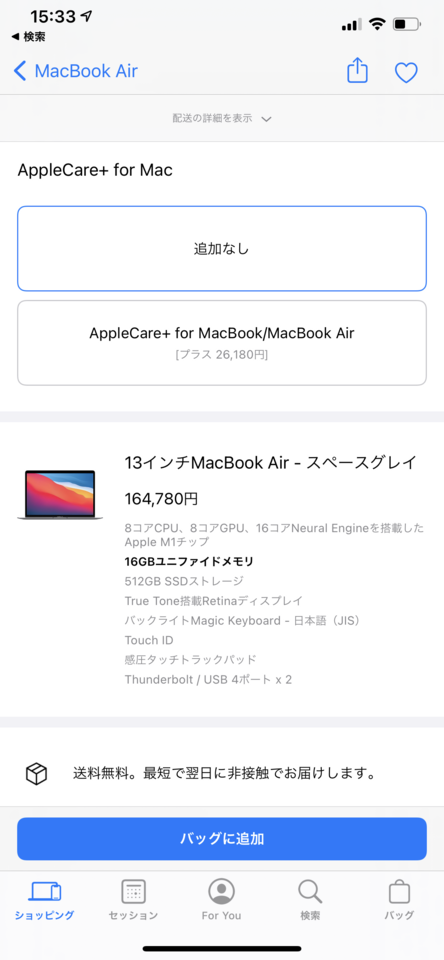 15:33
◀ 検索
MacBook Air
配送の詳細を表示
AppleCare+ for Mac
追加なし
AppleCare+ for MacBook/MacBook Air
[プラス 26,180円]
13インチMacBook Air - スペースグレイ
164,780円
8コアCPU、8コアGPU、16コアNeural Engineを搭載した
Apple M1チップ
16GBユニファイドメモリ
512GB SSDストレージ
True Tone搭載Retinaディスプレイ
バックライトMagic Keyboard - 日本語（JIS）
Touch ID
感圧タッチトラックパッド
Thunderbolt / USB 4ポート x 2
送料無料。最短で翌日に非接触でお届けします。
バッグに追加
ショッピング
セッション
For You
検索
バッグ